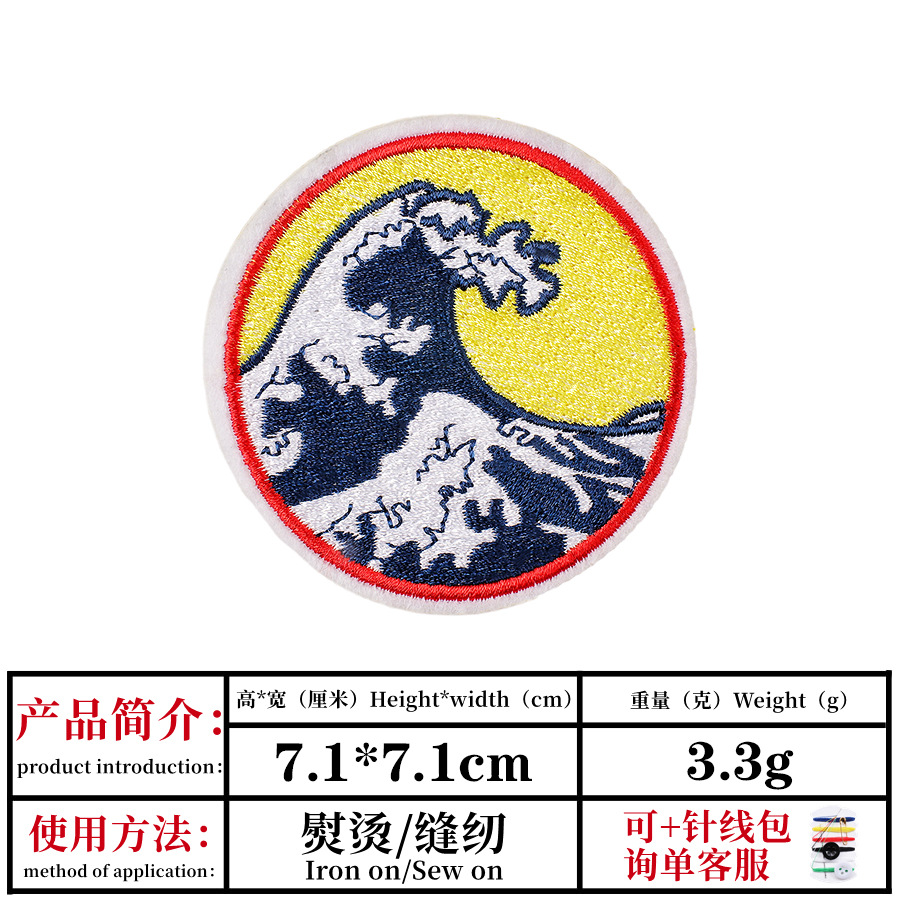 产品简介:
product introduction:
高*宽（厘米）Height*width（cm）
重量（克）Weight（g）
7.1*7.1cm
3.3g
使用方法:
method of application:
熨烫/缝纫
Iron on/Sew on
可+针线包
询单客服